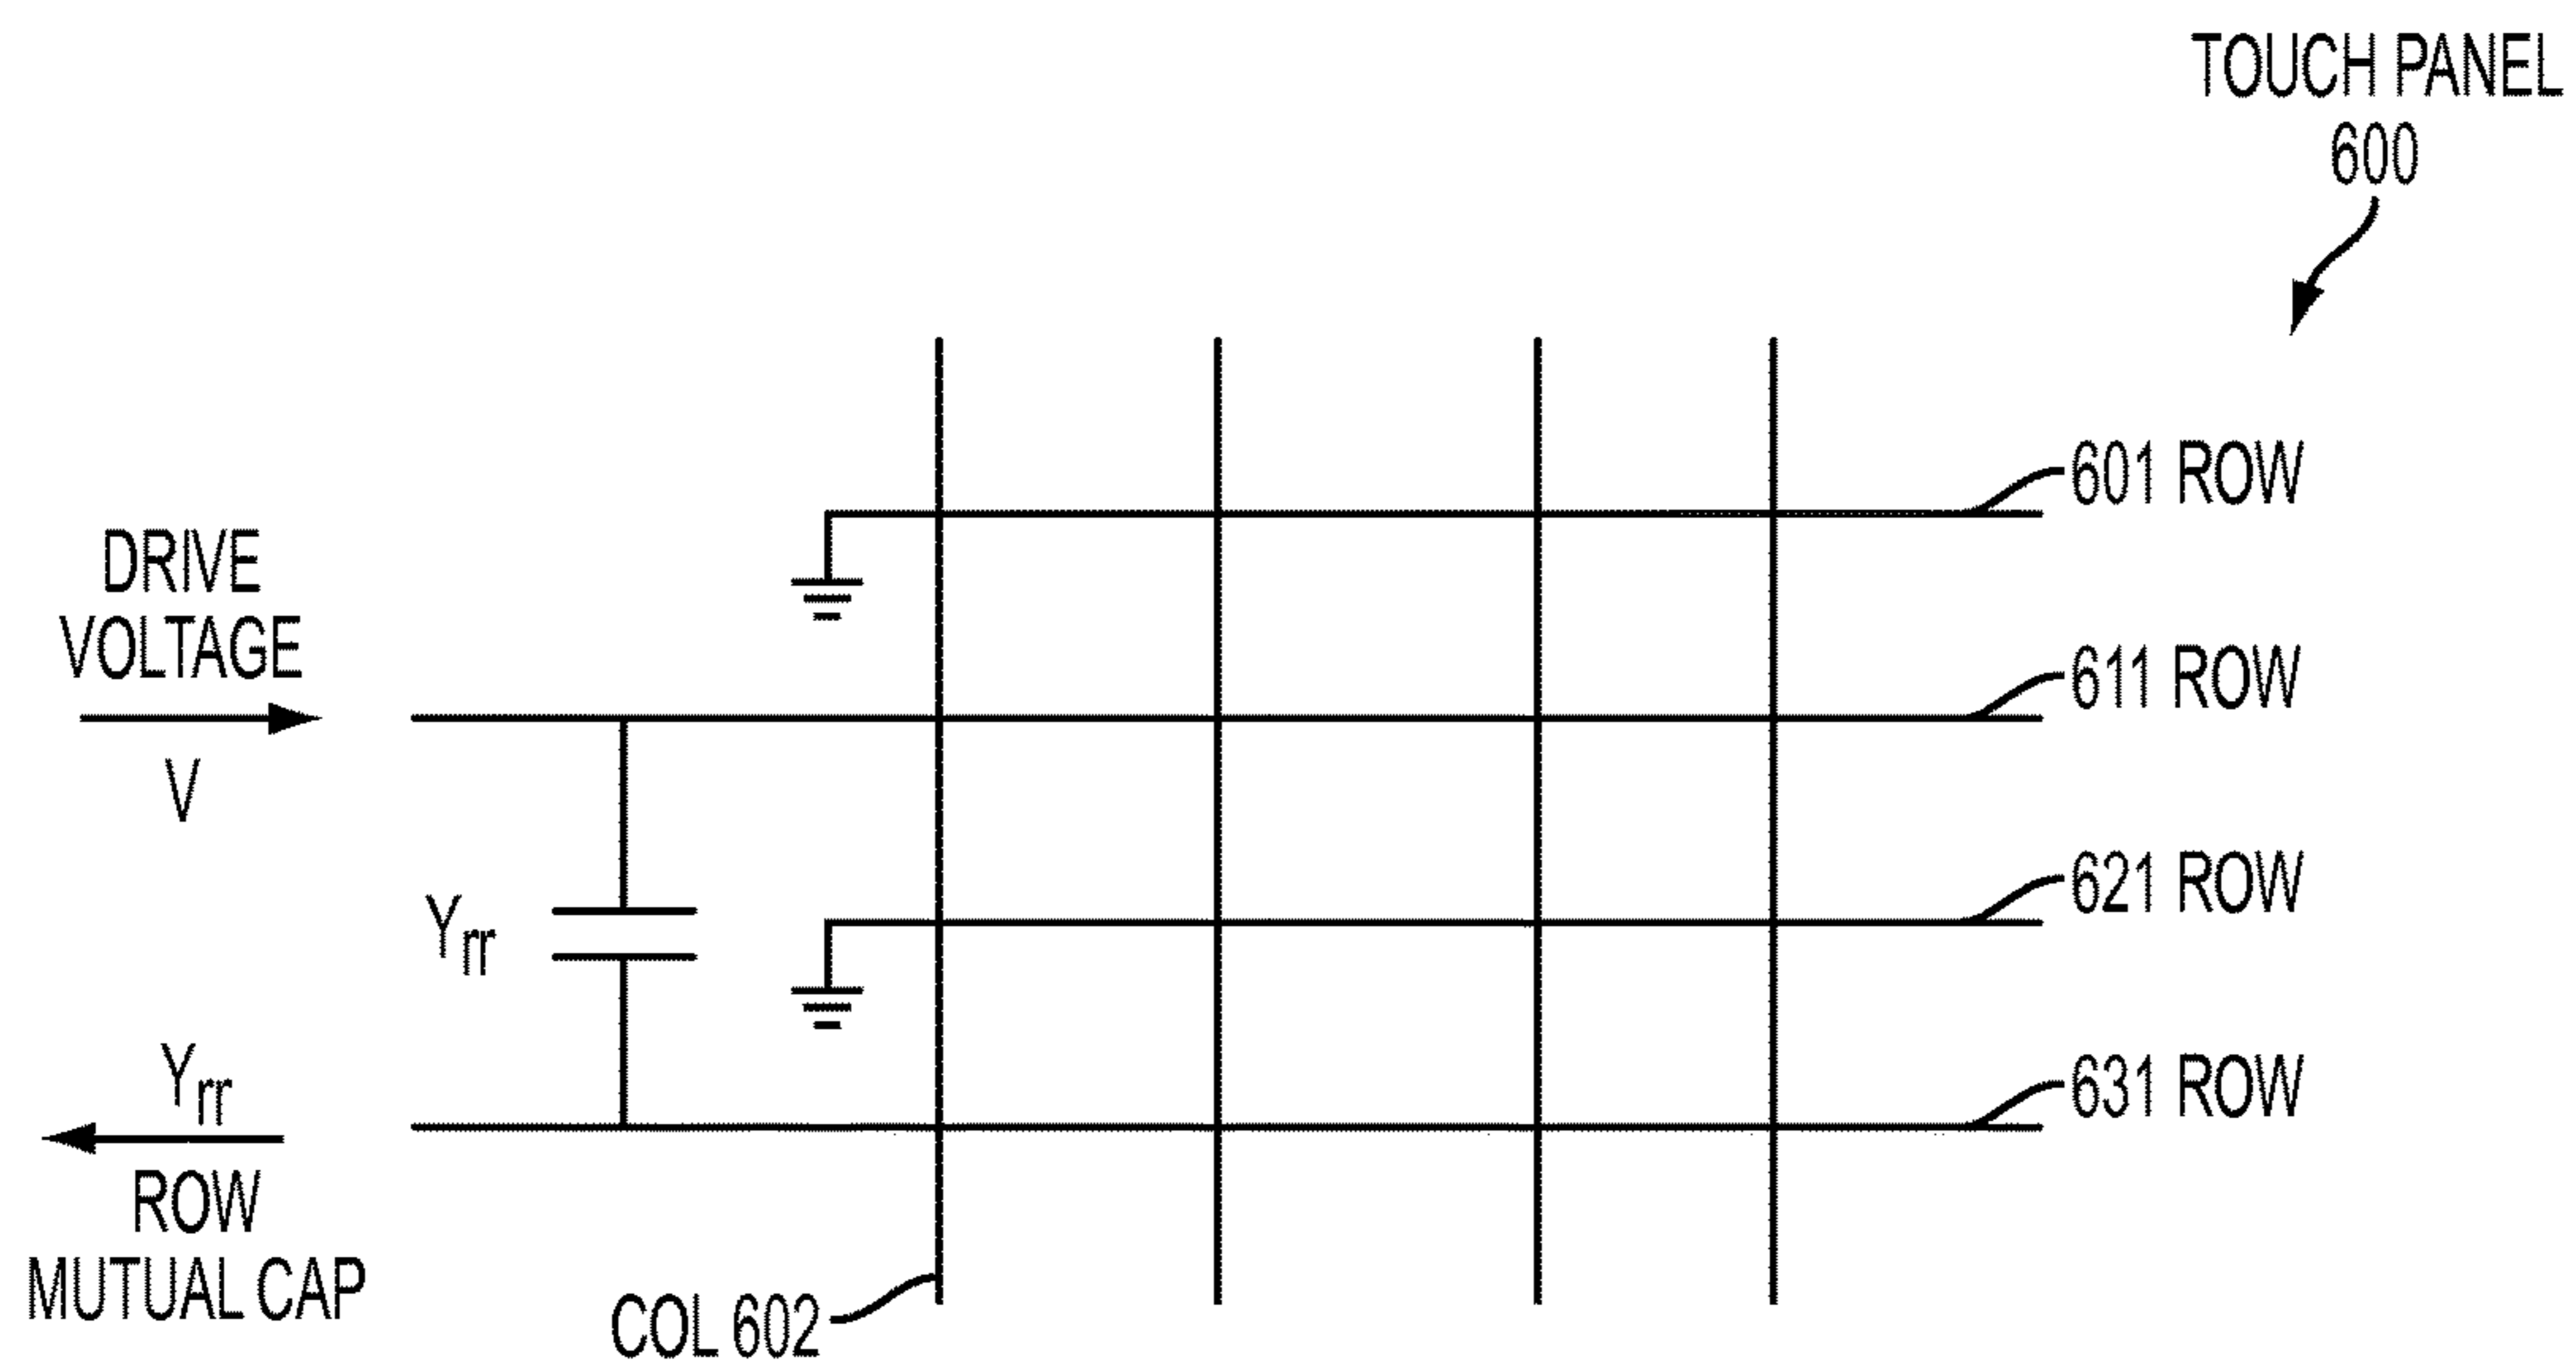 TOUCH PANEL
600
601 ROW
DRIVE
VOLTAGE
V
611 ROW
Yrr
621 ROW
Yrr
ROW
MUTUAL CAP
631 ROW
COL 602